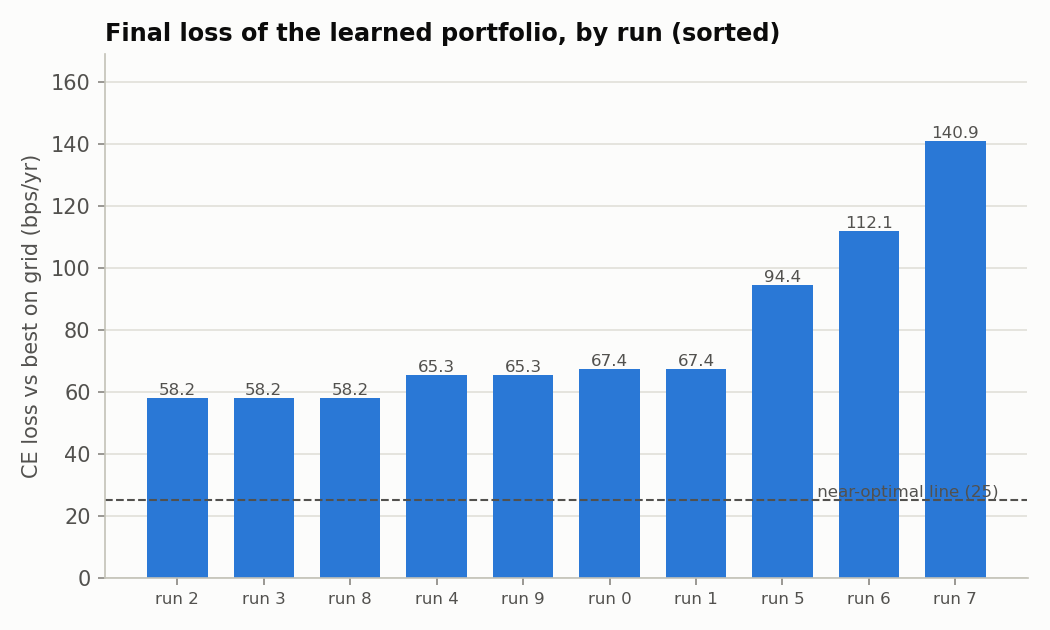 Final loss of the learned portfolio, by run (sorted)
CE loss vs best on grid (bps/yr)
160
140
120
100
80
60
40
20
0
58.2
58.2
58.2
65.3
65.3
67.4
67.4
94.4
112.1
140.9
near-optimal line (25)
run 2
run 3
run 8
run 4
run 9
run 0
run 1
run 5
run 6
run 7